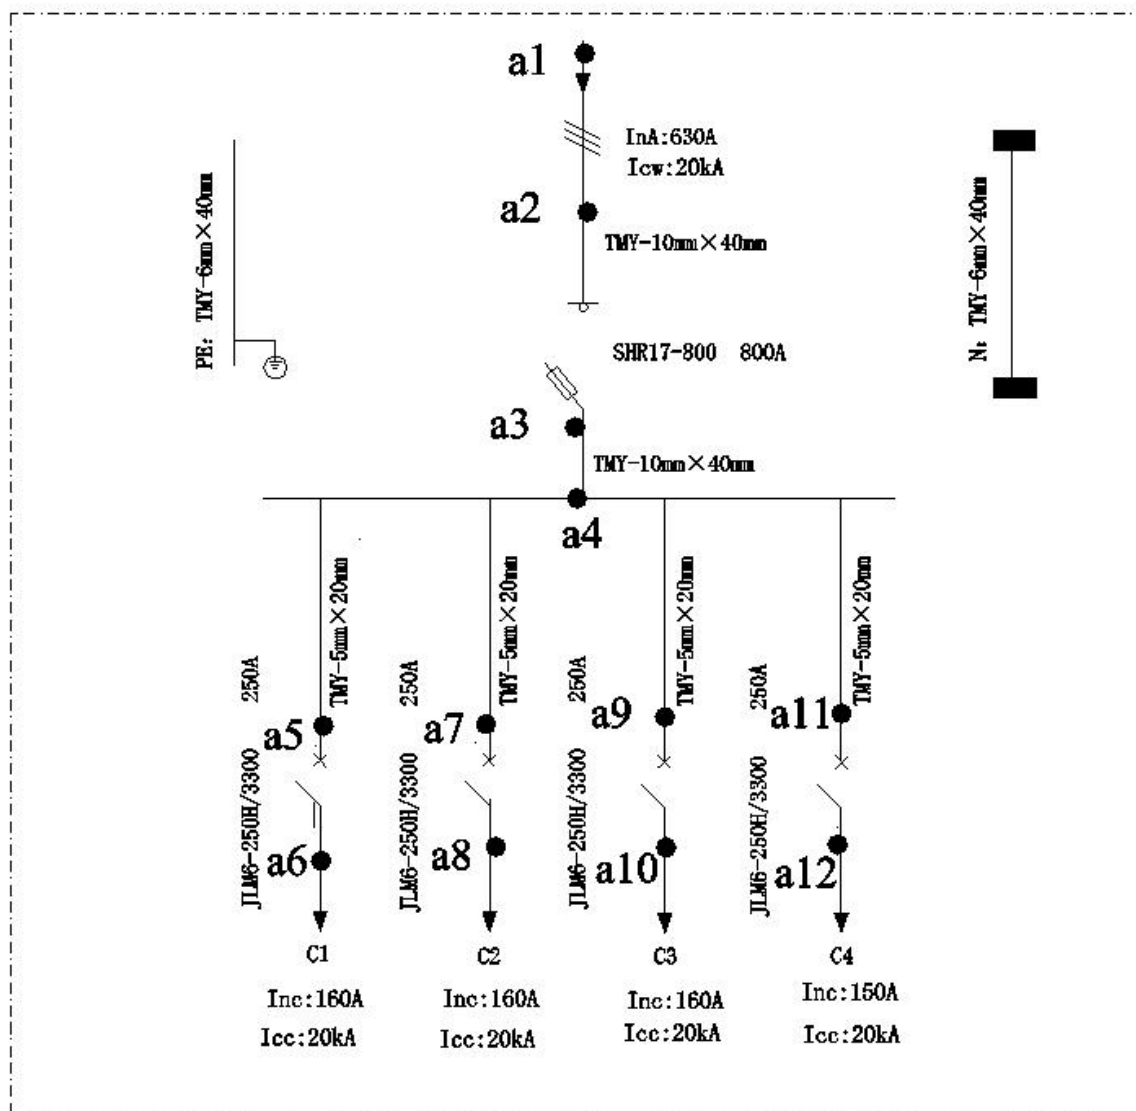 a1
InA:630A
Icw:20kA
a2
TMY-10mm×40mm
PE: TMY-6mm×40mm
N: TMY-6mm×40mm
SHR17-800 800A
a3
TMY-10mm×40mm
a4
TMY-5mm×20mm
TMY-5mm×20mm
TMY-5mm×20mm
TMY-5mm×20mm
JLM6-250H/3300 250A
JLM6-250H/3300 250A
JLM6-250H/3300 250A
JLM6-250H/3300 250A
a5
a7
a9
a11
a6
a8
a10
a12
C1
C2
C3
C4
Inc:160A
Inc:160A
Inc:160A
Inc:150A
Icc:20kA
Icc:20kA
Icc:20kA
Icc:20kA